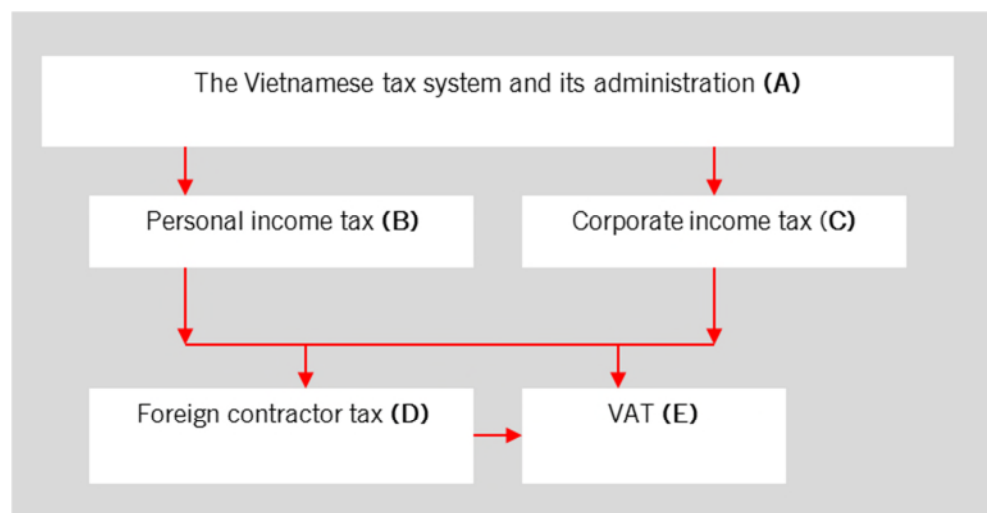 The Vietnamese tax system and its administration (A)
Personal income tax (B)
Corporate income tax (C)
Foreign contractor tax (D)
VAT (E)